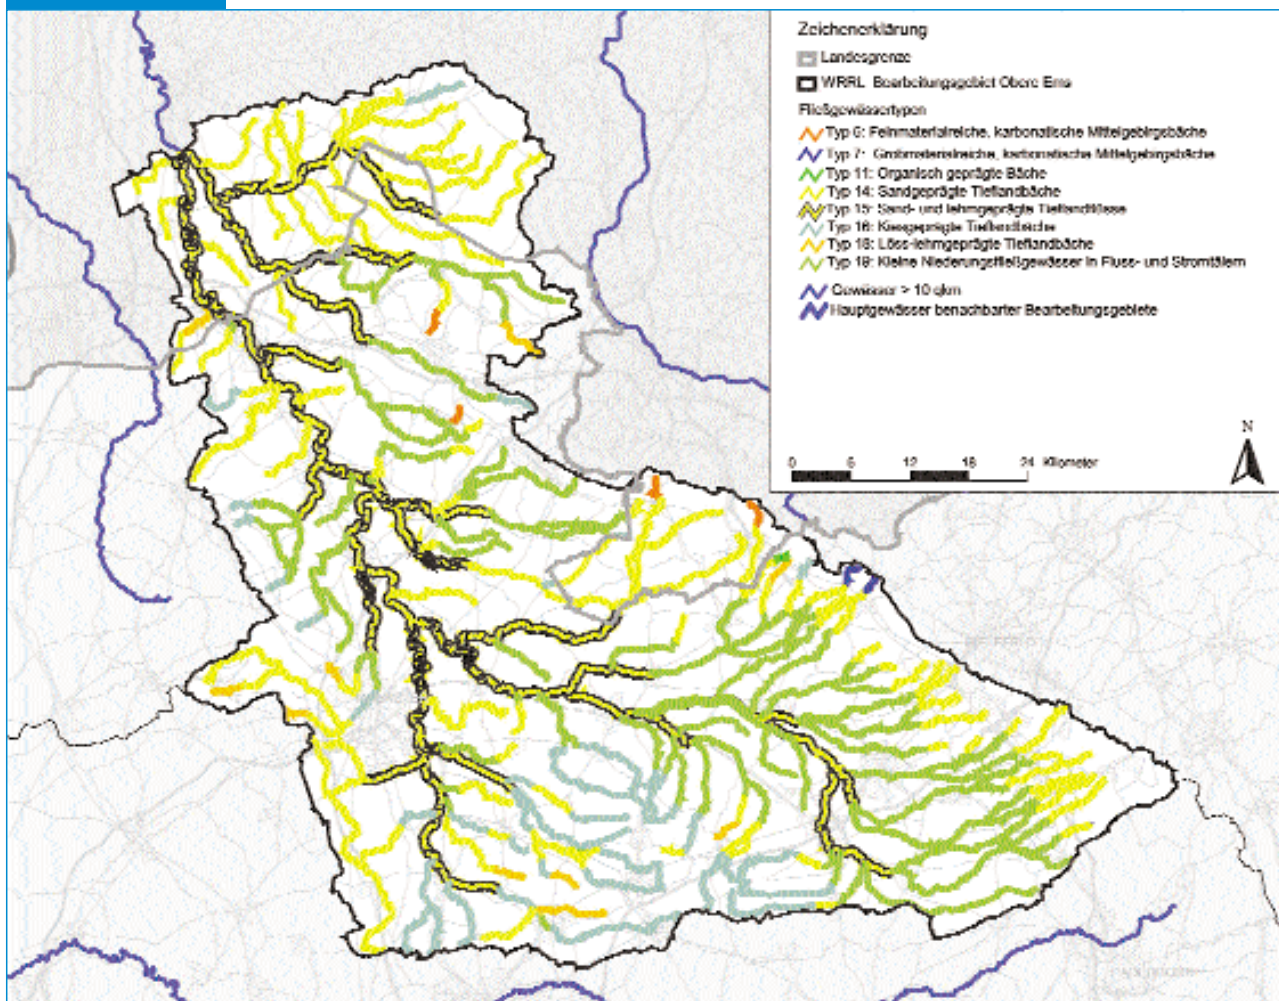 Zeichenerklärung
Landesgrenze
WRRL Bearbeitungsgebiet Obere Ems
Fließgewässertypen
Typ 6: Feinmaterialreiche, karbonatische Mittelgebirgsbäche
Typ 7: Grobmaterialreiche, karbonatische Mittelgebirgsbäche
Typ 11: Organisch geprägte Bäche
Typ 14: Sandgeprägte Tieflandbäche
Typ 15: Sand- und lehmgeprägte Tieflandflüsse
Typ 16: Kiesgeprägte Tieflandbäche
Typ 18: Löss-lehmgeprägte Tieflandbäche
Typ 19: Kleine Niederungsfließgewässer in Fluss- und Stromtälern
Gewässer > 10 qkm
Hauptgewässer benachbarter Bearbeitungsgebiete
N
0 6 12 18 24 Kilometer